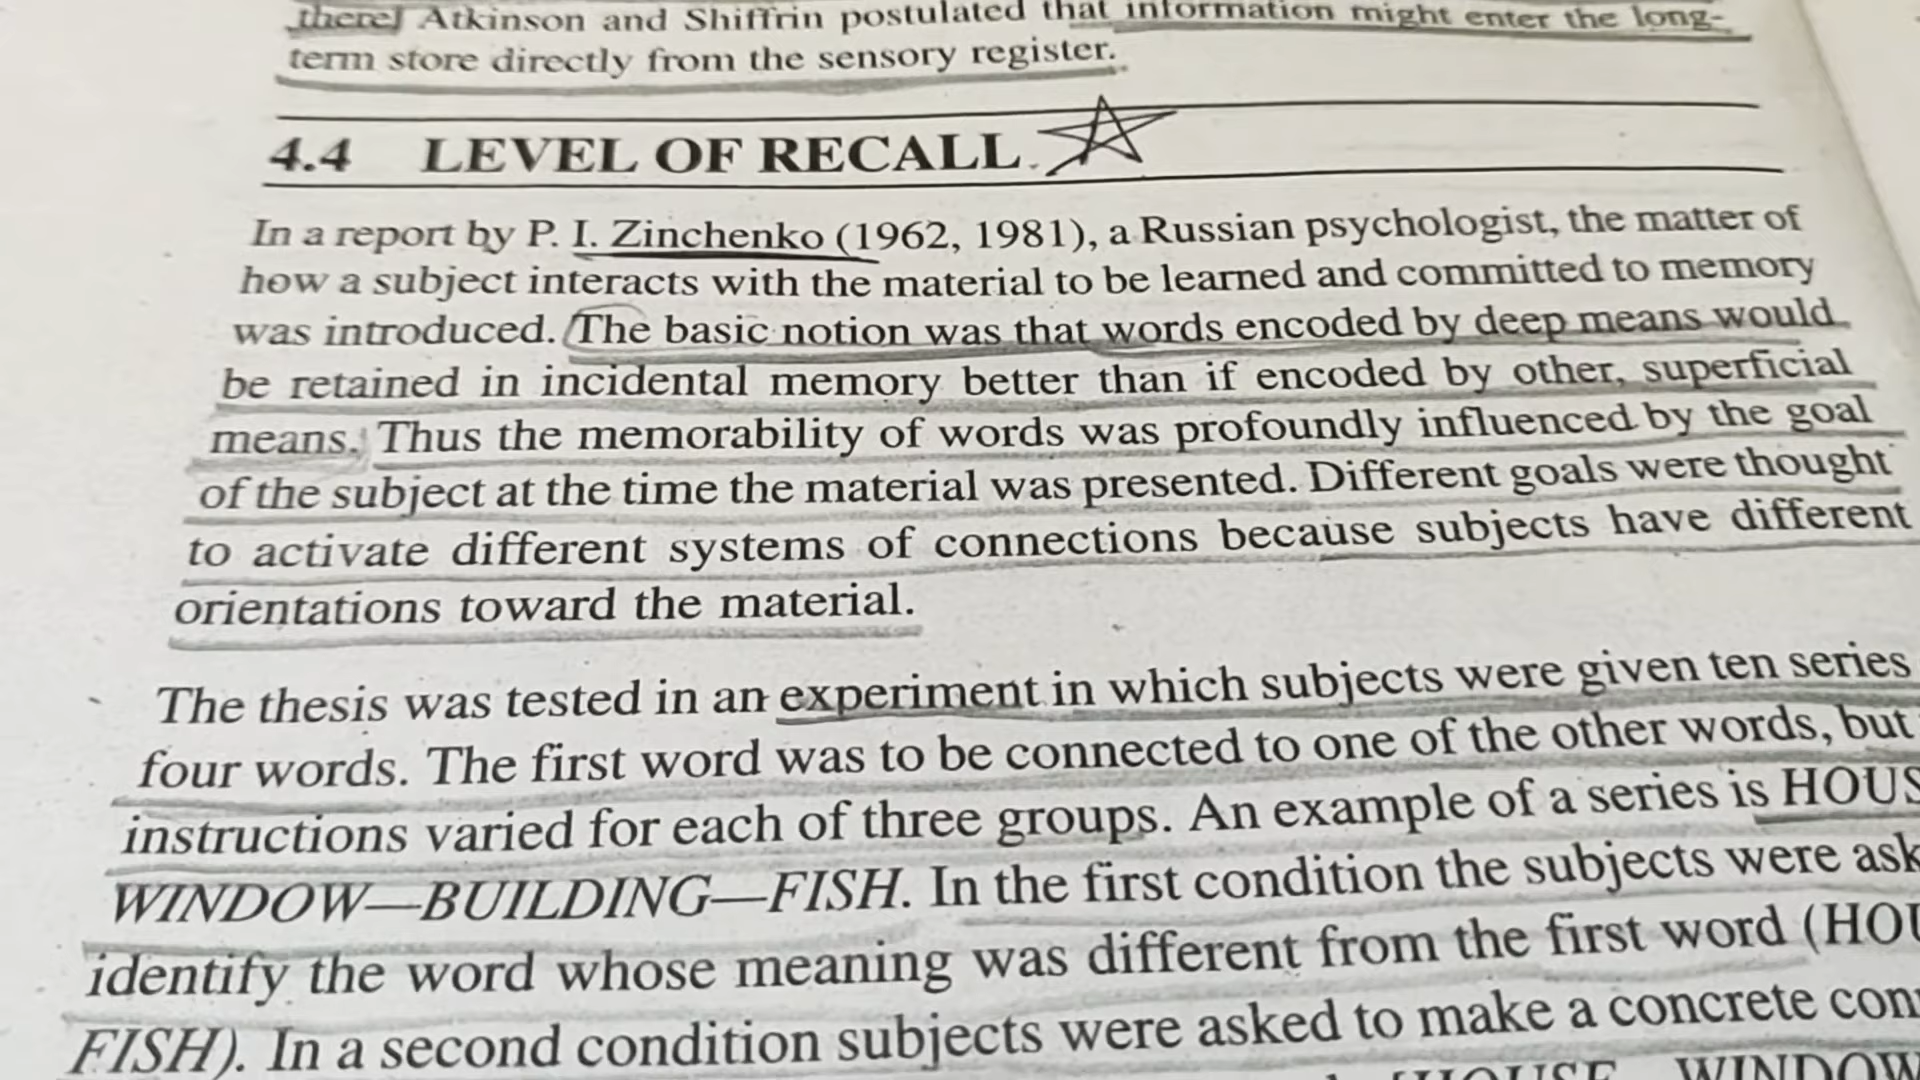 there] Atkinson and Shiffrin postulated that information might enter the long-
term store directly from the sensory register.
4.4 LEVEL OF RECALL
In a report by P. I. Zinchenko (1962, 1981), a Russian psychologist, the matter of
how a subject interacts with the material to be learned and committed to memory
was introduced. (The basic notion was that words encoded by deep means would
be retained in incidental memory better than if encoded by other, superficial
means. Thus the memorability of words was profoundly influenced by the goal
of the subject at the time the material was presented. Different goals were thought
to activate different systems of connections because subjects have different
orientations toward the material.
The thesis was tested in an experiment in which subjects were given ten series
four words. The first word was to be connected to one of the other words, but
instructions varied for each of three groups. An example of a series is HOUS
WINDOW—BUILDING—FISH. In the first condition the subjects were ask
identify the word whose meaning was different from the first word (HOU
FISH). In a second condition subjects were asked to make a concrete con
WINDOW